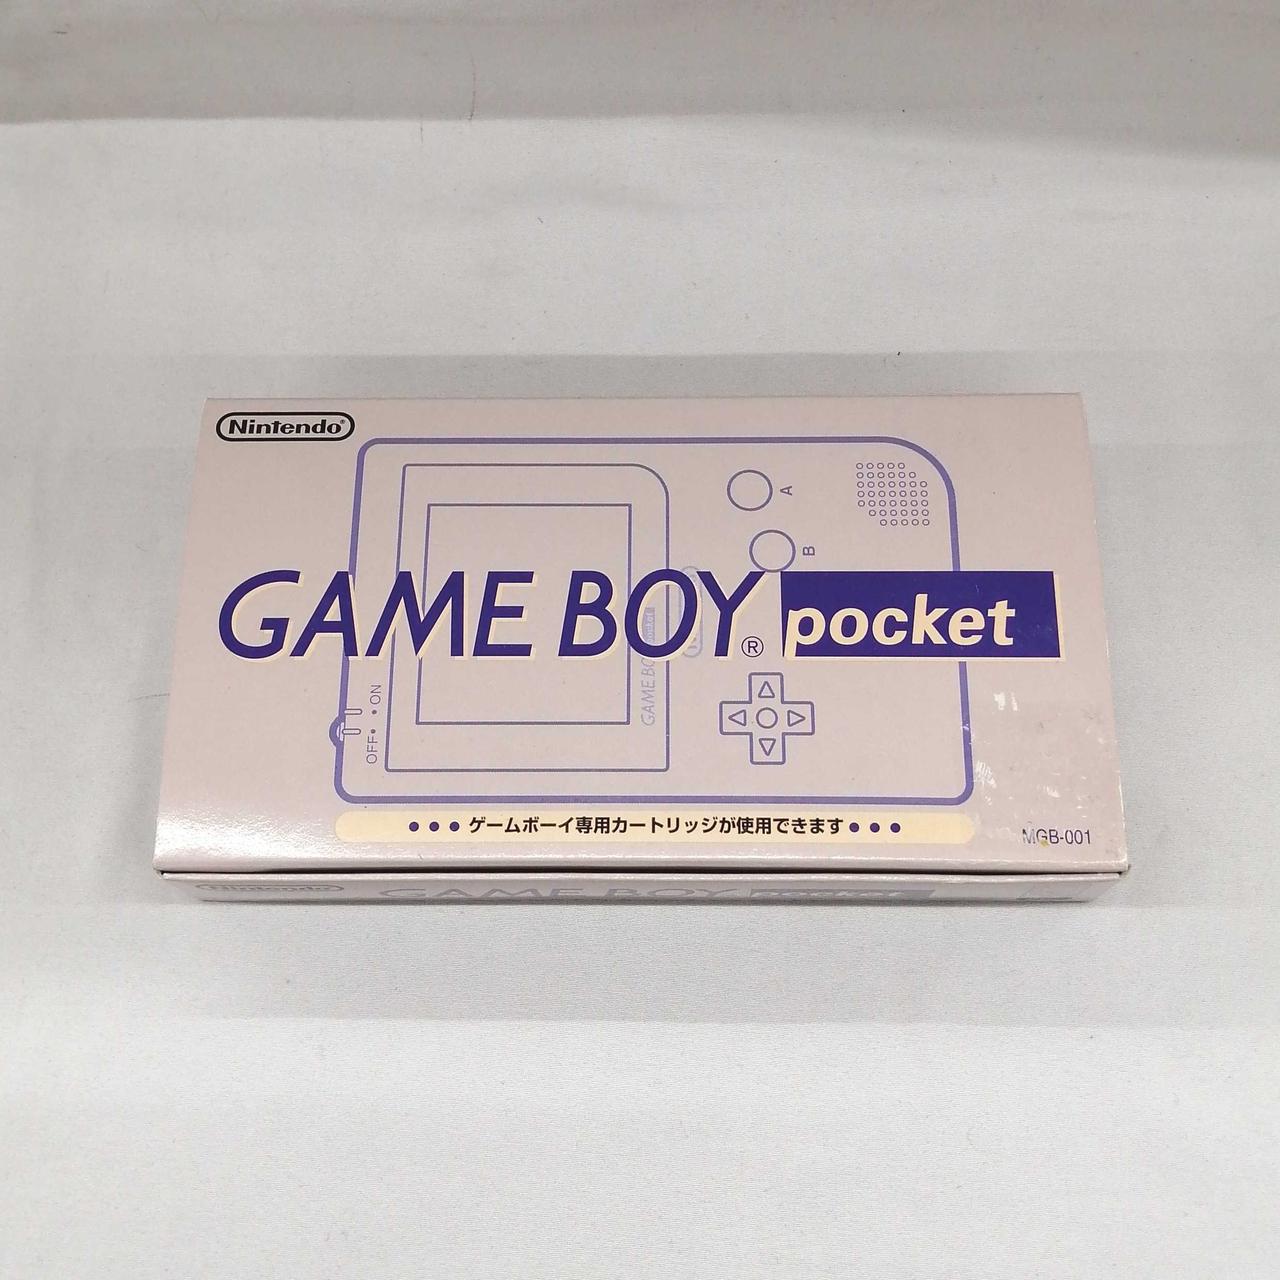 Nintendo®
A
B
GAME BOY® pocket
GAME BOY pocket
ON
OFF
•••ゲームボーイ専用カートリッジが使用できます•••
MGB-001
Nintendo
GAME BOY pocket